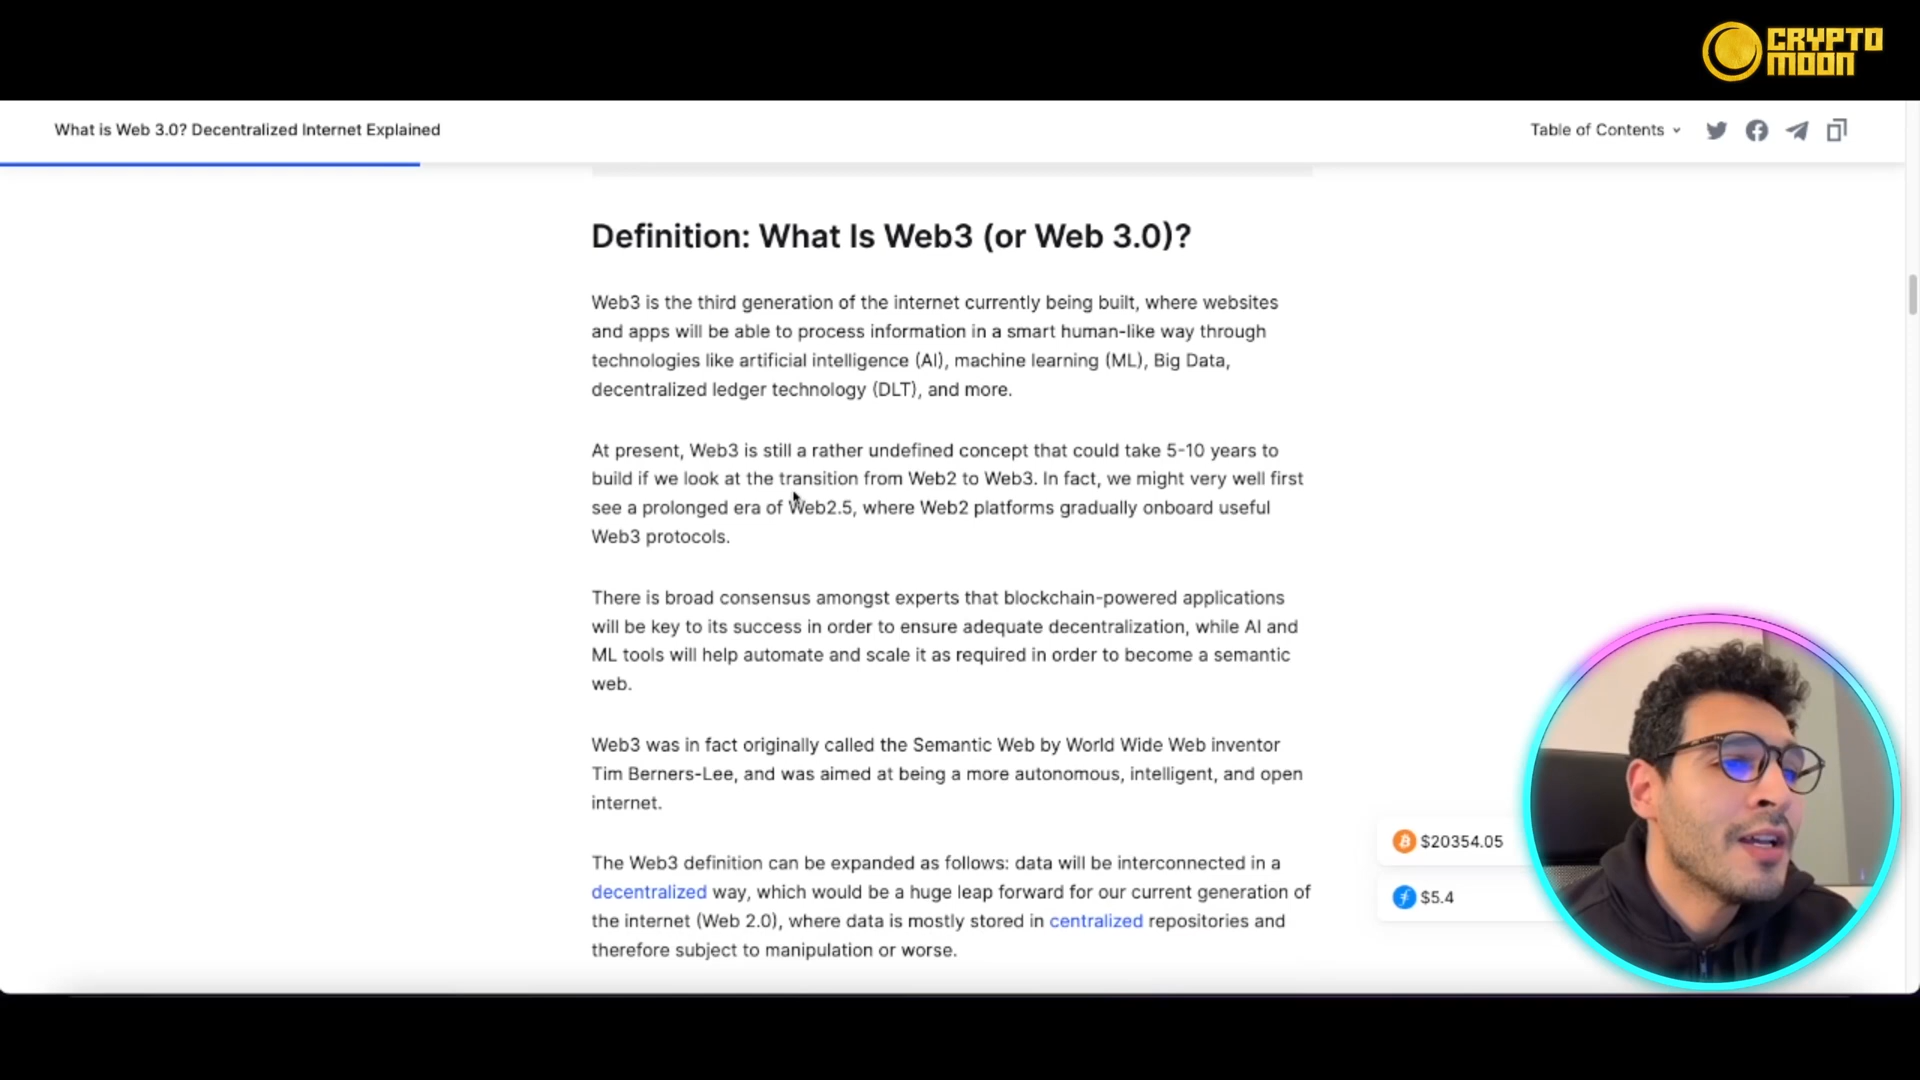 CRYPTO
MOON
What is Web 3.0? Decentralized Internet Explained
Table of Contents
Definition: What Is Web3 (or Web 3.0)?
Web3 is the third generation of the internet currently being built, where websites
and apps will be able to process information in a smart human-like way through
technologies like artificial intelligence (AI), machine learning (ML), Big Data,
decentralized ledger technology (DLT), and more.
At present, Web3 is still a rather undefined concept that could take 5-10 years to
build if we look at the transition from Web2 to Web3. In fact, we might very well first
see a prolonged era of Web2.5, where Web2 platforms gradually onboard useful
Web3 protocols.
There is broad consensus amongst experts that blockchain-powered applications
will be key to its success in order to ensure adequate decentralization, while AI and
ML tools will help automate and scale it as required in order to become a semantic
web.
Web3 was in fact originally called the Semantic Web by World Wide Web inventor
Tim Berners-Lee, and was aimed at being a more autonomous, intelligent, and open
internet.
The Web3 definition can be expanded as follows: data will be interconnected in a
decentralized way, which would be a huge leap forward for our current generation of
the internet (Web 2.0), where data is mostly stored in centralized repositories and
therefore subject to manipulation or worse.
$20354.05
$5.4